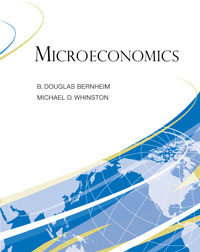 MICROECONOMICS
B. DOUGLAS BERNHEIM
MICHAEL D. WHINSTON